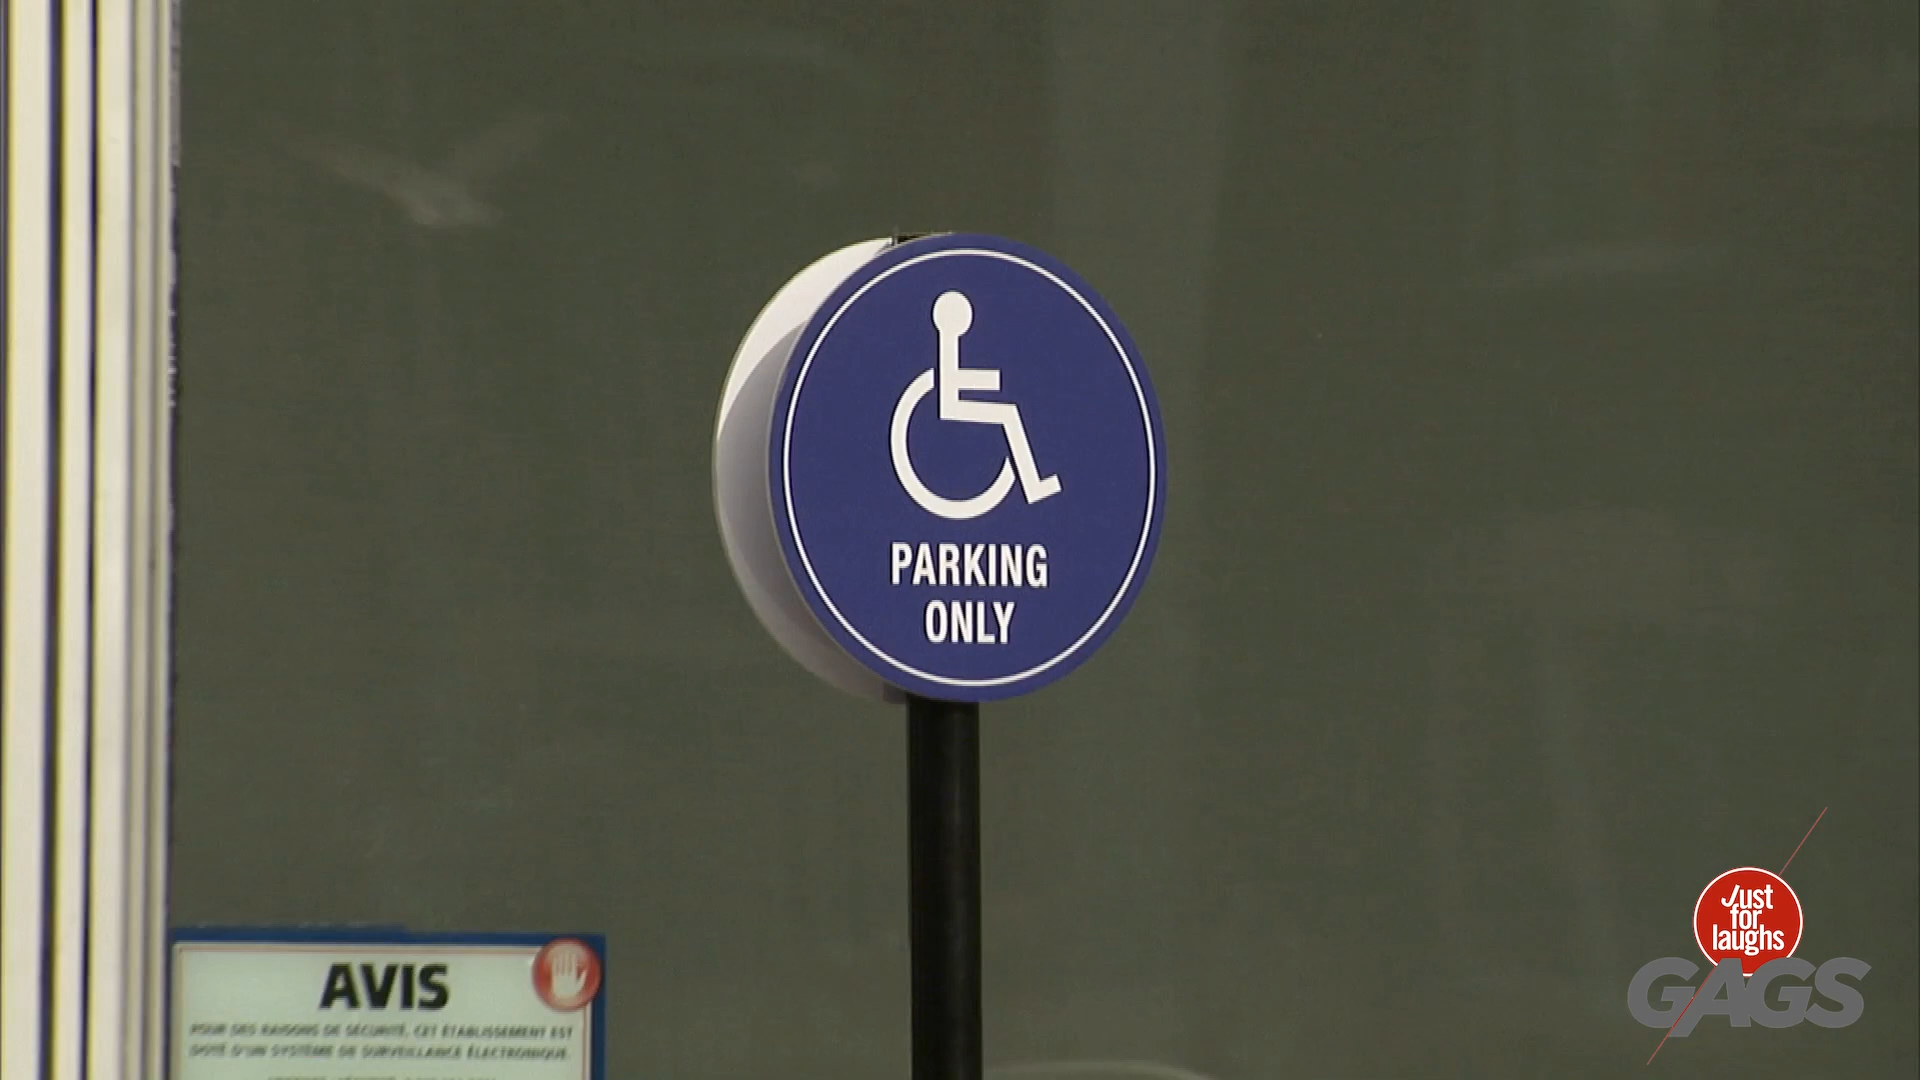 PARKING
ONLY
AVIS
POUR DES RAISONS DE SÉCURITÉ, CET ÉTABLISSEMENT EST
DOTÉ D'UN SYSTÈME DE SURVEILLANCE ÉLECTRONIQUE.
Just
for
laughs
GAGS